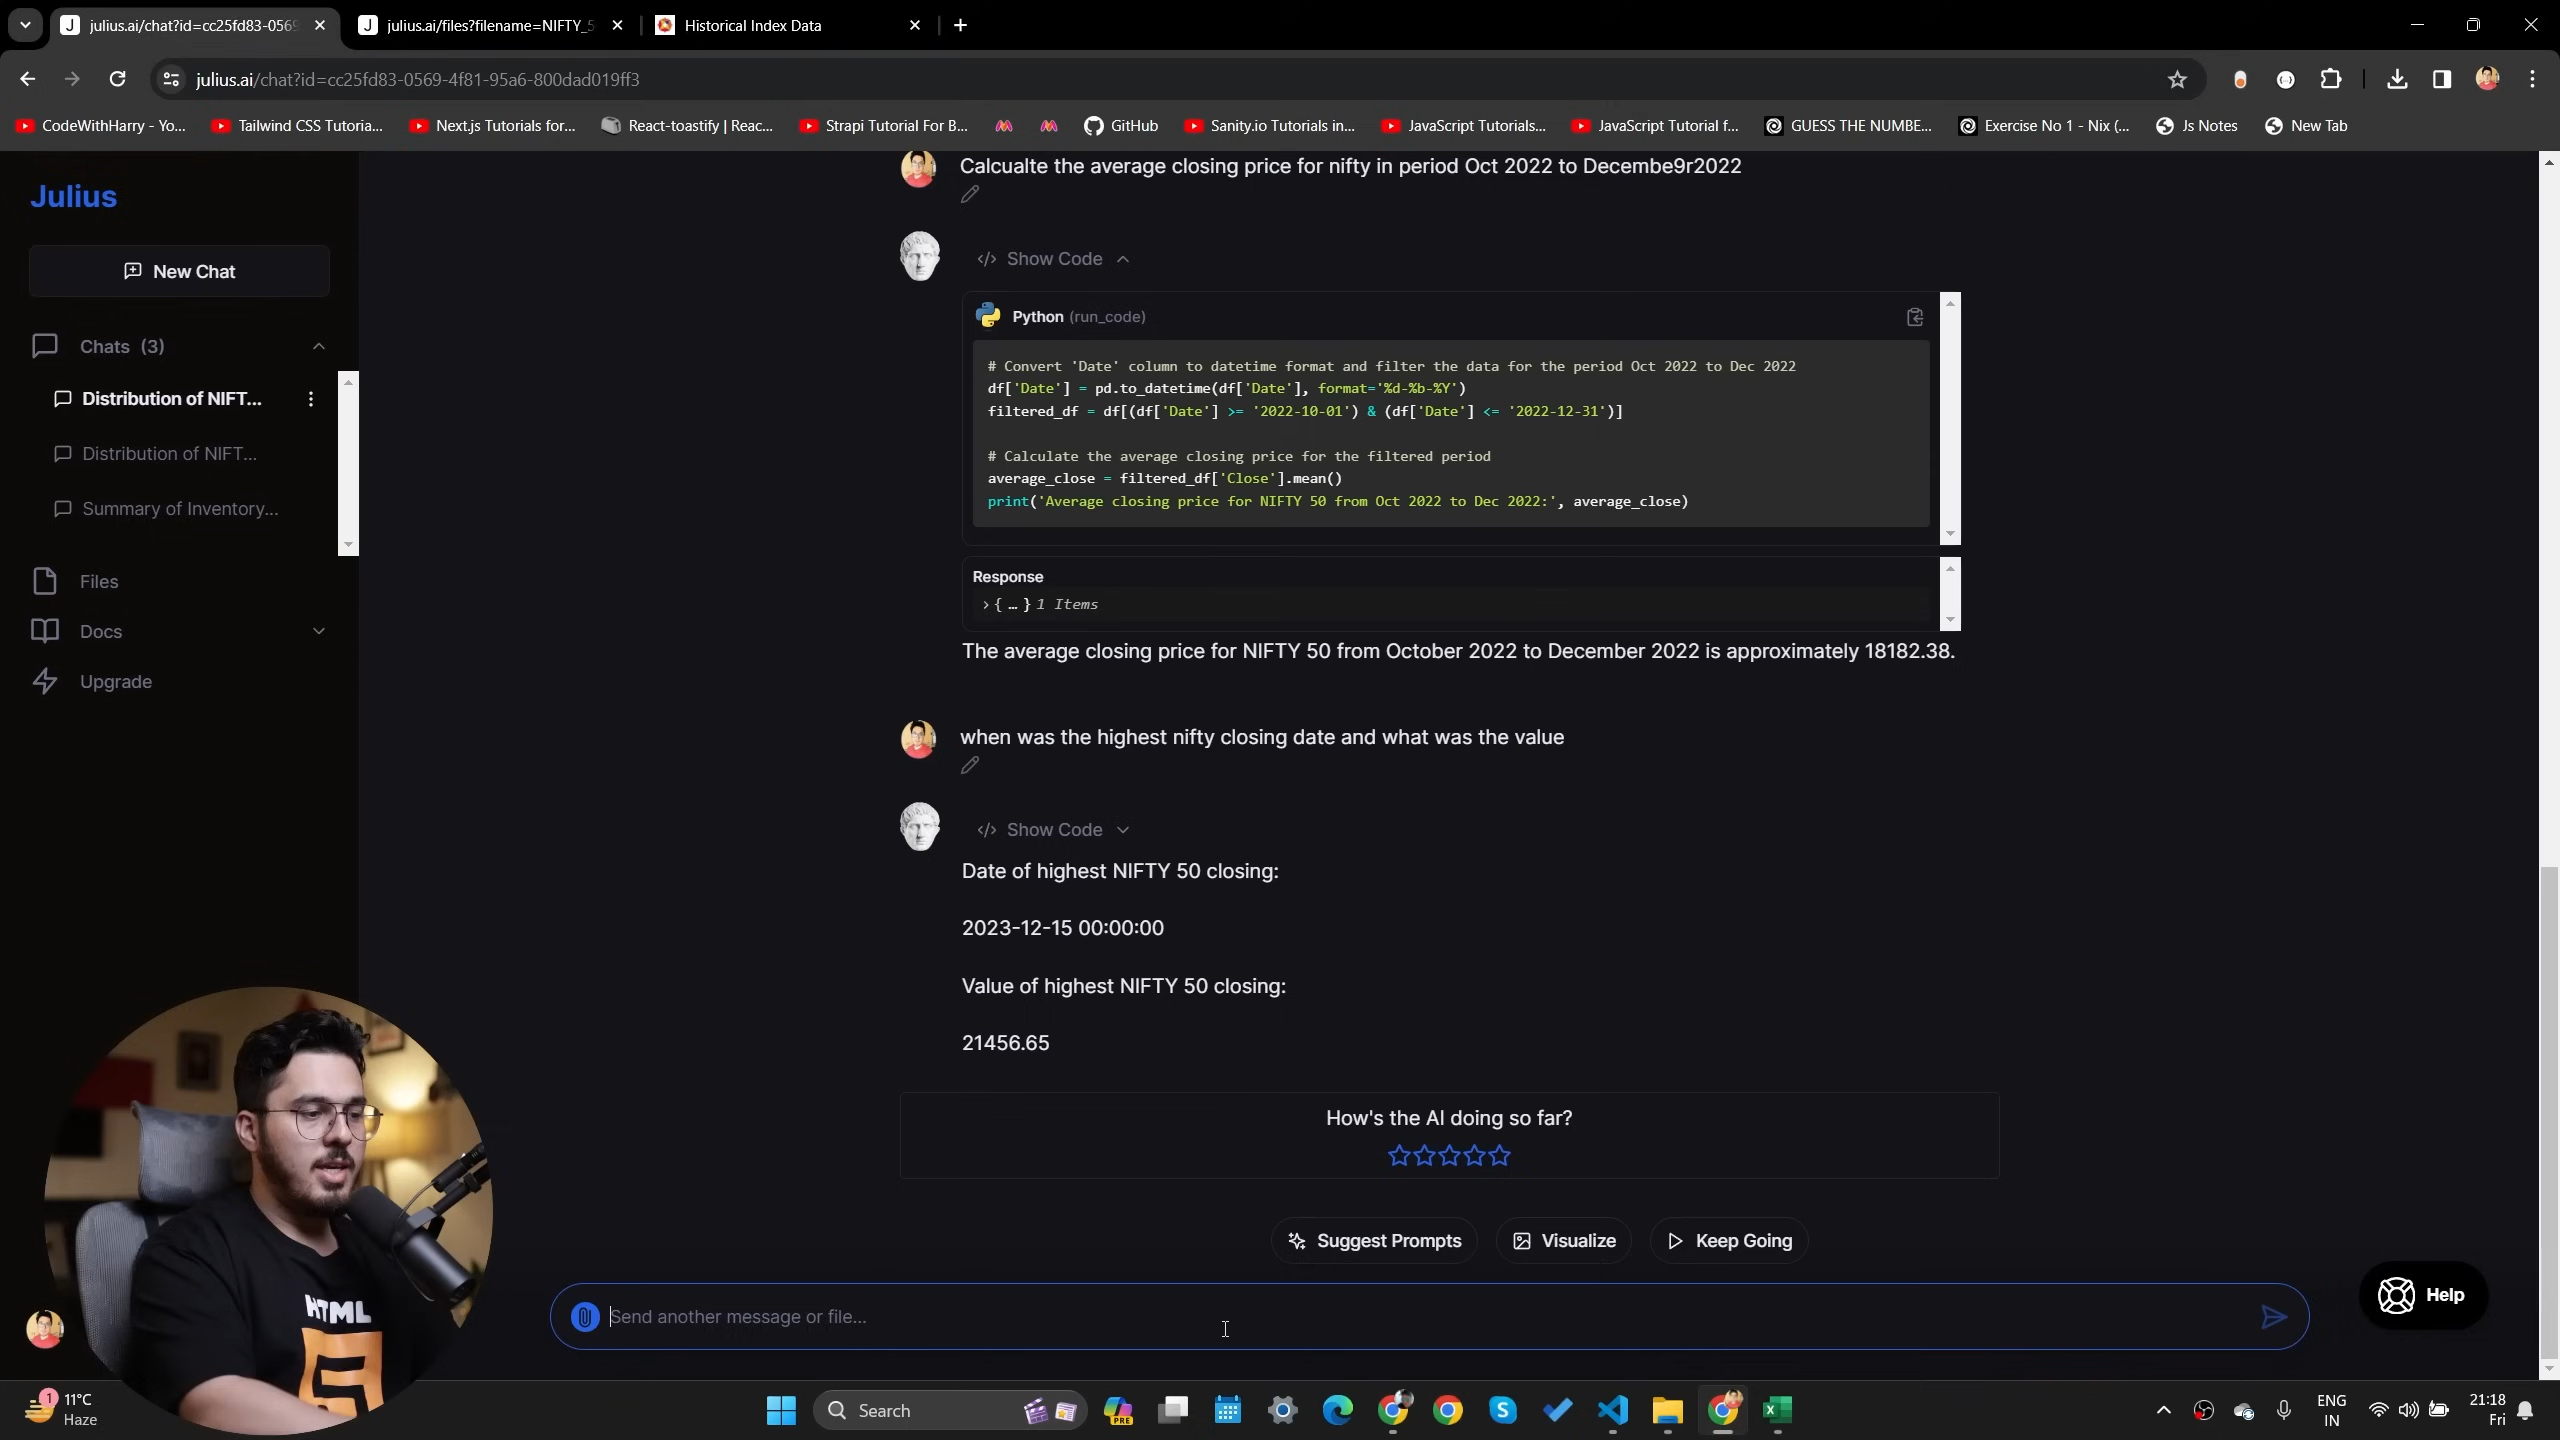 julius.ai/chat?id=cc25fd83-0569
julius.ai/files?filename=NIFTY_5
Historical Index Data
julius.ai/chat?id=cc25fd83-0569-4f81-95a6-800dad019ff3
CodeWithHarry - Yo...
Tailwind CSS Tutoria...
Next.js Tutorials for...
React-toastify | Reac...
Strapi Tutorial For B...
GitHub
Sanity.io Tutorials in...
JavaScript Tutorials...
JavaScript Tutorial f...
GUESS THE NUMBE...
Exercise No 1 - Nix (...
Js Notes
New Tab
Julius
New Chat
Chats (3)
Distribution of NIFT...
Distribution of NIFT...
Summary of Inventory...
Files
Docs
Upgrade
Calcualte the average closing price for nifty in period Oct 2022 to Decembe9r2022
</> Show Code
Python (run_code)
# Convert 'Date' column to datetime format and filter the data for the period Oct 2022 to Dec 2022
df['Date'] = pd.to_datetime(df['Date'], format='%d-%b-%Y')
filtered_df = df[(df['Date'] >= '2022-10-01') & (df['Date'] <= '2022-12-31')]
# Calculate the average closing price for the filtered period
average_close = filtered_df['Close'].mean()
print('Average closing price for NIFTY 50 from Oct 2022 to Dec 2022:', average_close)
Response
>{ … } 1 Items
The average closing price for NIFTY 50 from October 2022 to December 2022 is approximately 18182.38.
when was the highest nifty closing date and what was the value
</> Show Code
Date of highest NIFTY 50 closing:
2023-12-15 00:00:00
Value of highest NIFTY 50 closing:
21456.65
How's the AI doing so far?
Suggest Prompts
Visualize
Keep Going
Send another message or file...
Help
HTML
5
1
11°C
Haze
Search
PRE
ENG
IN
21:18
Fri